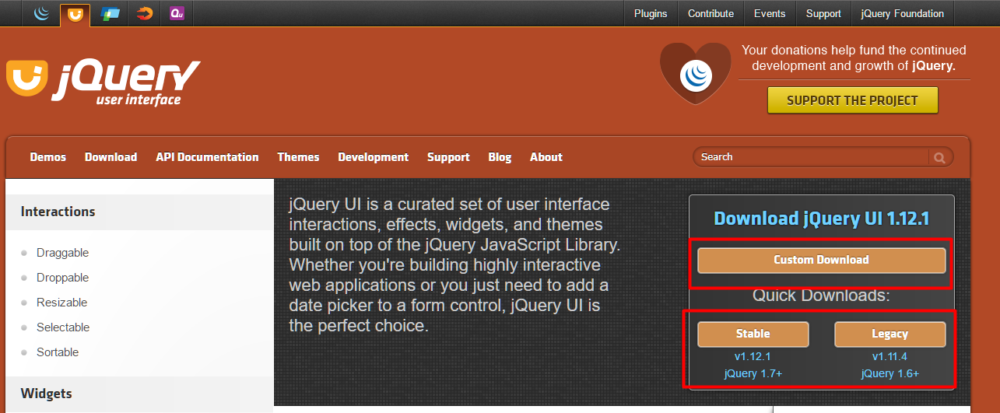 Qu
Plugins
Contribute
Events
Support
jQuery Foundation
jQuery
user interface
Your donations help fund the continued
development and growth of jQuery.
SUPPORT THE PROJECT
Demos
Download
API Documentation
Themes
Development
Support
Blog
About
Search
Interactions
Draggable
Droppable
Resizable
Selectable
Sortable
Widgets
jQuery UI is a curated set of user interface
interactions, effects, widgets, and themes
built on top of the jQuery JavaScript Library.
Whether you're building highly interactive
web applications or you just need to add a
date picker to a form control, jQuery UI is
the perfect choice.
Download jQuery UI 1.12.1
Custom Download
Quick Downloads:
Stable
v1.12.1
jQuery 1.7+
Legacy
v1.11.4
jQuery 1.6+